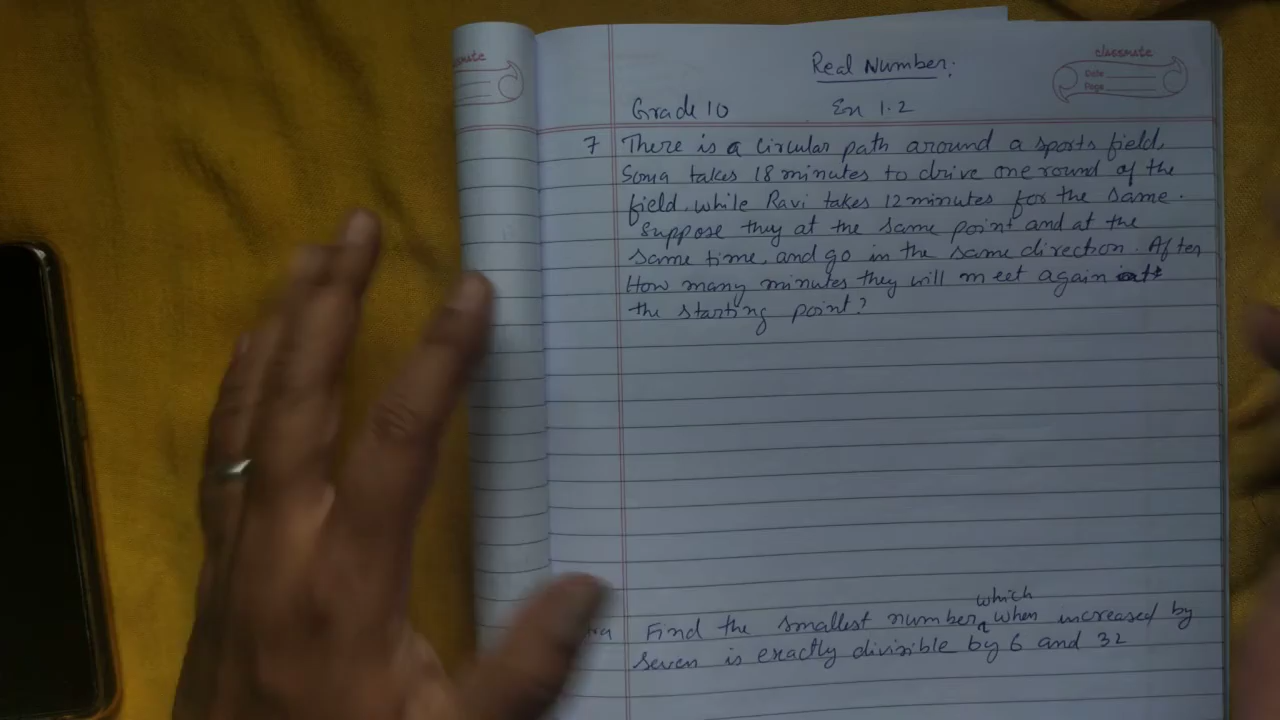 Real Number.
classmate
Date
Page
Grade 10 Ex 1.2
7 There is a circular path around a sports field.
Sonia takes 18 minutes to drive one round of the
field, while Ravi takes 12 minutes for the same.
Suppose they at the same point and at the
same time, and go in the same direction. After
How many minutes they will meet again at
the starting point?
which
Find the smallest number when increased by
seven is exactly divisible by 6 and 32